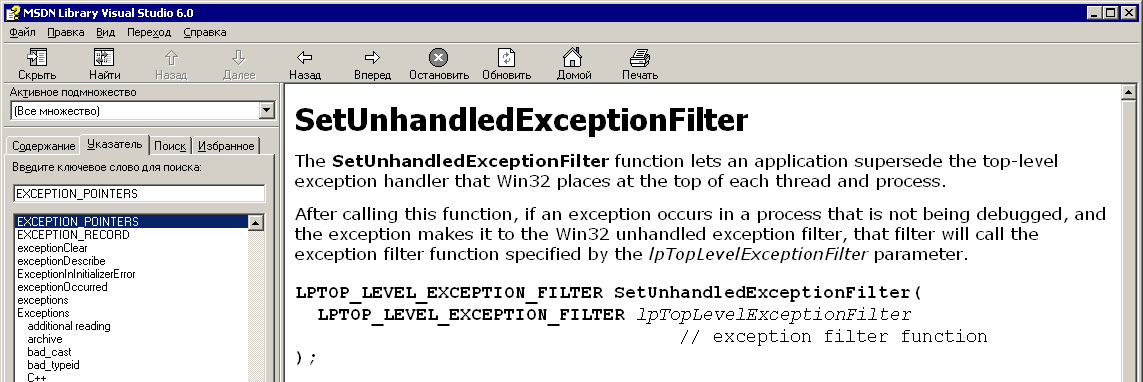 MSDN Library Visual Studio 6.0
Файл Правка Вид Переход Справка
Скрыть Найти Назад Далее Назад Вперед Остановить Обновить Домой Печать
Активное подмножество
(Все множество)
Содержание Указатель Поиск Избранное
Введите ключевое слово для поиска:
EXCEPTION_POINTERS
EXCEPTION_POINTERS
EXCEPTION_RECORD
exceptionClear
exceptionDescribe
ExceptionInInitializerError
exceptionOccurred
exceptions
Exceptions
additional reading
archive
bad_cast
bad_typeid
C++
SetUnhandledExceptionFilter
The SetUnhandledExceptionFilter function lets an application supersede the top-level
exception handler that Win32 places at the top of each thread and process.
After calling this function, if an exception occurs in a process that is not being debugged, and
the exception makes it to the Win32 unhandled exception filter, that filter will call the
exception filter function specified by the lpTopLevelExceptionFilter parameter.
LPTOP_LEVEL_EXCEPTION_FILTER SetUnhandledExceptionFilter(
LPTOP_LEVEL_EXCEPTION_FILTER lpTopLevelExceptionFilter
// exception filter function
);